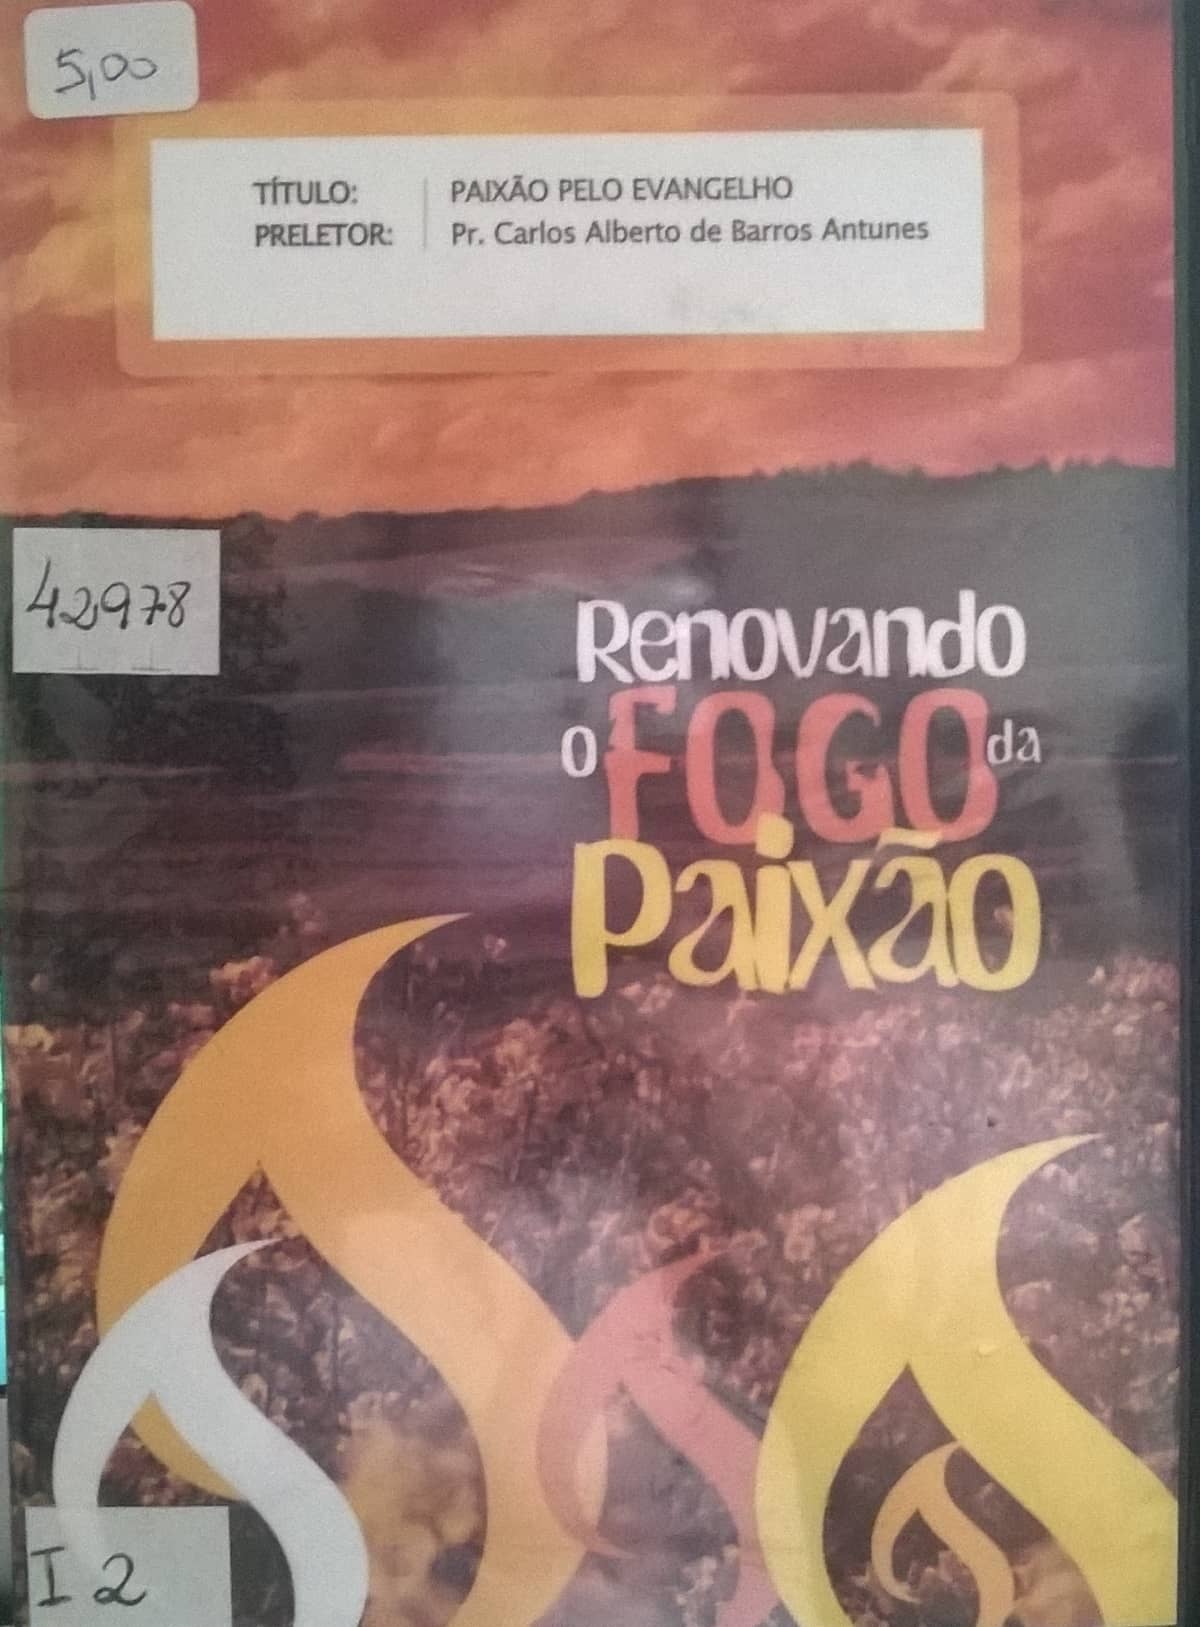 5,00
TÍTULO: PAIXÃO PELO EVANGELHO
PRELETOR: Pr. Carlos Alberto de Barros Antunes
42978
Renovando
o FOGO da
Paixão
I 2